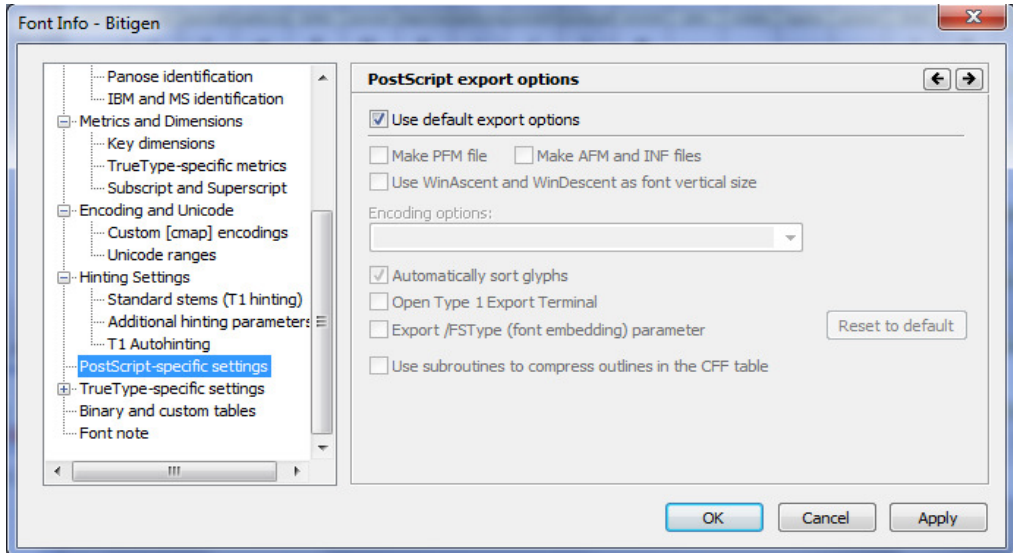 Font Info - Bitigen
Panose identification
IBM and MS identification
Metrics and Dimensions
Key dimensions
TrueType-specific metrics
Subscript and Superscript
Encoding and Unicode
Custom [cmap] encodings
Unicode ranges
Hinting Settings
Standard stems (T1 hinting)
Additional hinting parameters
T1 Autohinting
PostScript-specific settings
TrueType-specific settings
Binary and custom tables
Font note
PostScript export options
Use default export options
Make PFM file Make AFM and INF files
Use WinAscent and WinDescent as font vertical size
Encoding options:
Automatically sort glyphs
Open Type 1 Export Terminal
Export /FSType (font embedding) parameter
Reset to default
Use subroutines to compress outlines in the CFF table
OK Cancel Apply